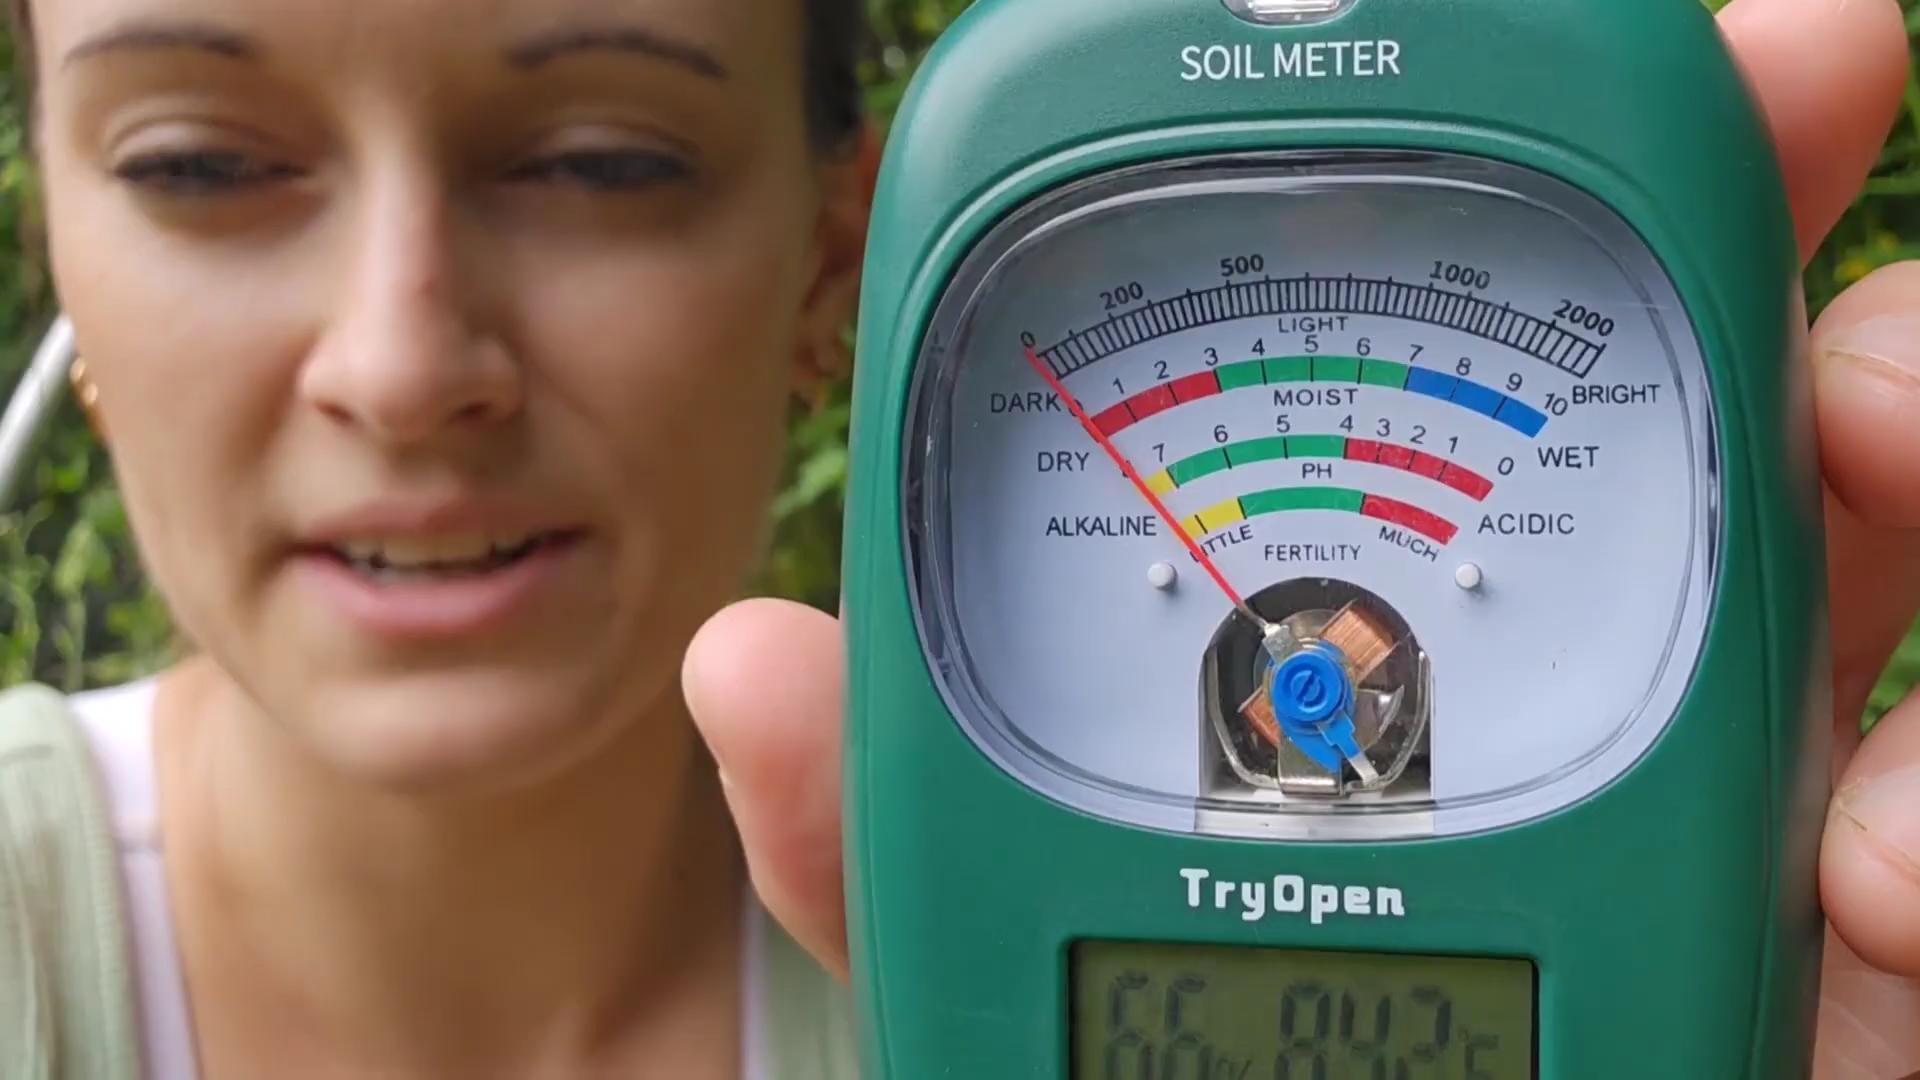 SOIL METER
0 200 500 1000 2000
LIGHT
DARK BRIGHT
0 1 2 3 4 5 6 7 8 9 10
MOIST
DRY WET
7 6 5 4 3 2 1 0
PH
ALKALINE ACIDIC
LITTLE MUCH
FERTILITY
TryOpen